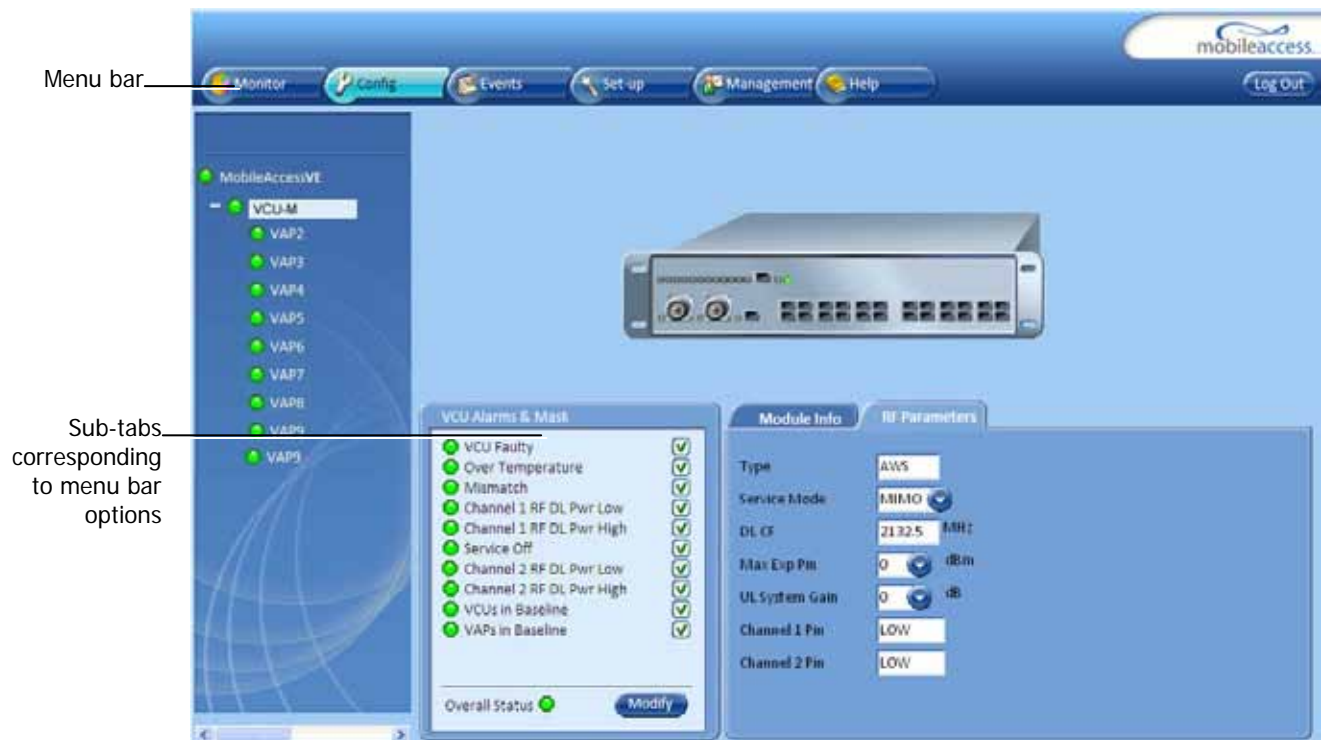 mobileaccess
Menu bar
Monitor
Config
Events
Set-up
Management
Help
Log Out
MobileAccessVE
VCU-M
VAP2
VAP3
VAP4
VAP5
VAP6
VAP7
VAP8
VAP9
VAP9
Sub-tabs
corresponding
to menu bar
options
VCU Alarms & Mask
VCU Faulty
Over Temperature
Mismatch
Channel 1 RF DL Pwr Low
Channel 1 RF DL Pwr High
Service Off
Channel 2 RF DL Pwr Low
Channel 2 RF DL Pwr High
VCUs in Baseline
VAPs in Baseline
Overall Status
Modify
Module Info
RF Parameters
Type AWS
Service Mode MIMO
DL CF 2132.5 MHz
Max Exp Pin 0 dBm
UL System Gain 0 dB
Channel 1 Pin LOW
Channel 2 Pin LOW